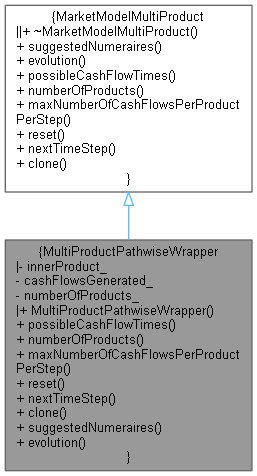 {MarketModelMultiProduct
||+ ~MarketModelMultiProduct()
+ suggestedNumeraires()
+ evolution()
+ possibleCashFlowTimes()
+ numberOfProducts()
+ maxNumberOfCashFlowsPerProduct
PerStep()
+ reset()
+ nextTimeStep()
+ clone()
}
{MultiProductPathwiseWrapper
|- innerProduct_
- cashFlowsGenerated_
- numberOfProducts_
|+ MultiProductPathwiseWrapper()
+ possibleCashFlowTimes()
+ numberOfProducts()
+ maxNumberOfCashFlowsPerProduct
PerStep()
+ reset()
+ nextTimeStep()
+ clone()
+ suggestedNumeraires()
+ evolution()
}